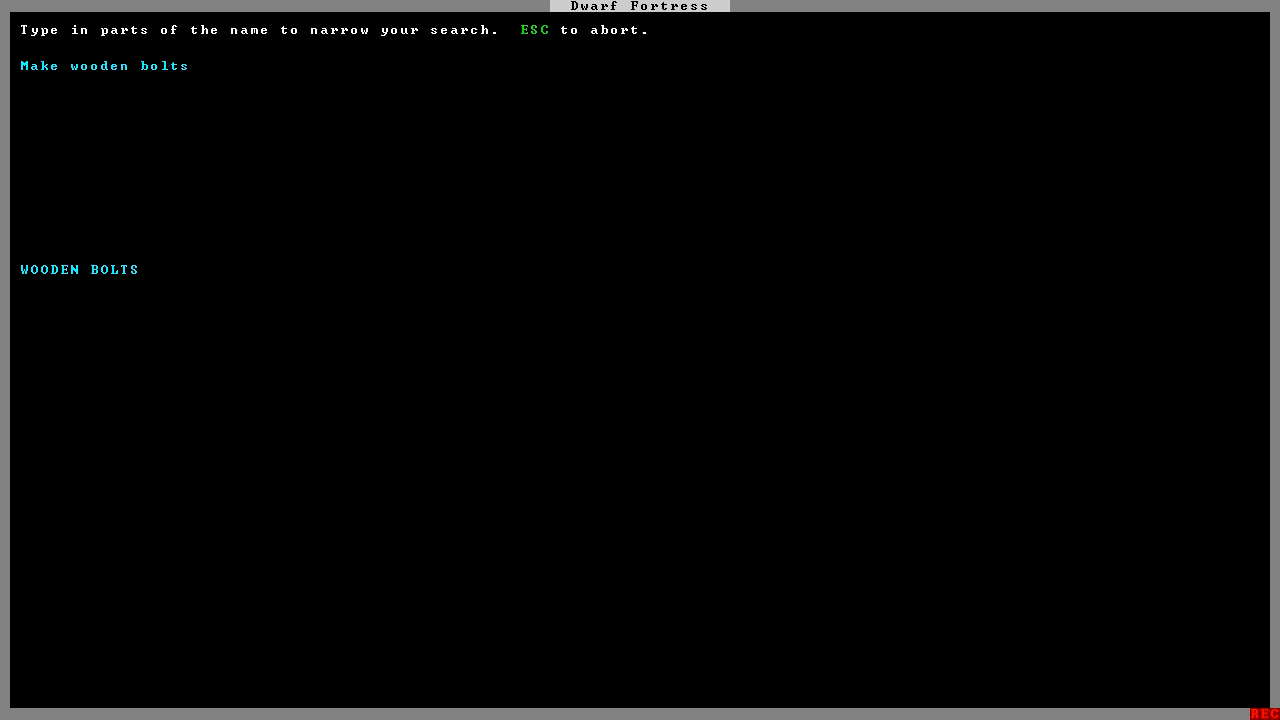 Dwarf Fortress
Type in parts of the name to narrow your search.  ESC to abort.
Make wooden bolts
WOODEN BOLTS
REC